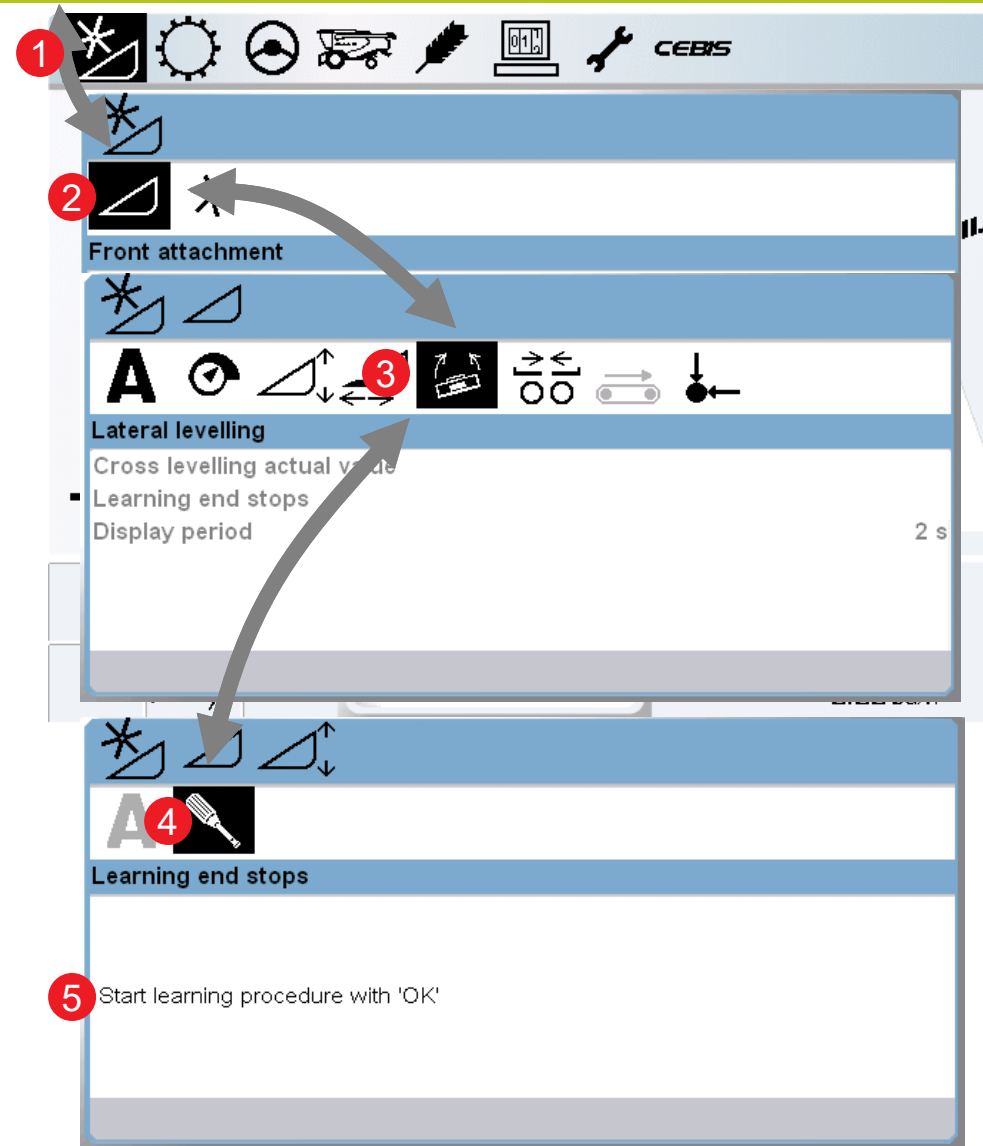 1
CEBIS
2
Front attachment
3
A
Lateral levelling
Cross levelling actual value
Learning end stops
Display period 2 s
A
4
Learning end stops
5
Start learning procedure with 'OK'